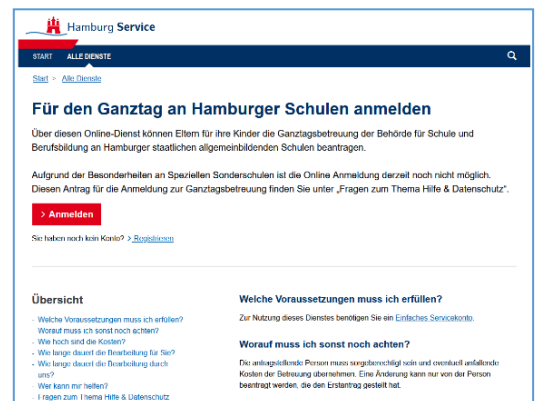 Hamburg Service
START ALLE DIENSTE
Start > Alle Dienste
Für den Ganztag an Hamburger Schulen anmelden
Über diesen Online-Dienst können Eltern für ihre Kinder die Ganztagsbetreuung der Behörde für Schule und
Berufsbildung an Hamburger staatlichen allgemeinbildenden Schulen beantragen.
Aufgrund der Besonderheiten an Speziellen Sonderschulen ist die Online Anmeldung derzeit noch nicht möglich.
Diesen Antrag für die Anmeldung zur Ganztagsbetreuung finden Sie unter „Fragen zum Thema Hilfe & Datenschutz".
> Anmelden
Sie haben noch kein Konto? > Registrieren
Übersicht
- Welche Voraussetzungen muss ich erfüllen?
Worauf muss ich sonst noch achten?
- Wie hoch sind die Kosten?
- Wie lange dauert die Bearbeitung für Sie?
- Wie lange dauert die Bearbeitung durch
uns?
- Wer kann mir helfen?
- Fragen zum Thema Hilfe & Datenschutz
Welche Voraussetzungen muss ich erfüllen?
Zur Nutzung dieses Dienstes benötigen Sie ein Einfaches Servicekonto.
Worauf muss ich sonst noch achten?
Die antragstellende Person muss sorgeberechtigt sein und eventuell anfallende
Kosten der Betreuung übernehmen. Eine Änderung kann nur von der Person
beantragt werden, die den Erstantrag gestellt hat.